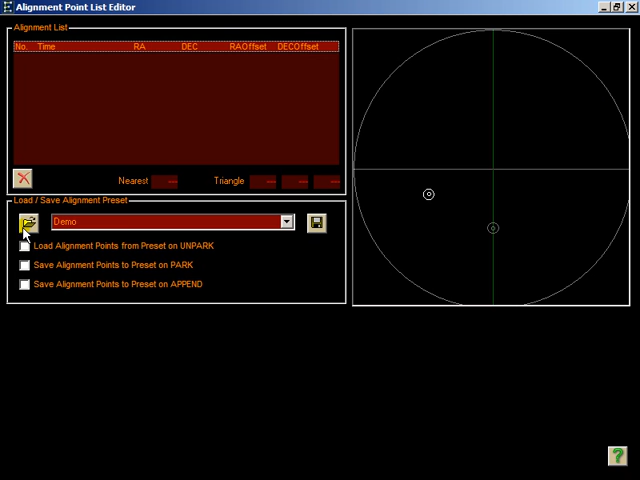 Alignment Point List Editor
Alignment List
No. Time RA DEC RAOffset DECOffset
Nearest Triangle
Load / Save Alignment Preset
Demo
Load Alignment Points from Preset on UNPARK
Save Alignment Points to Preset on PARK
Save Alignment Points to Preset on APPEND
?